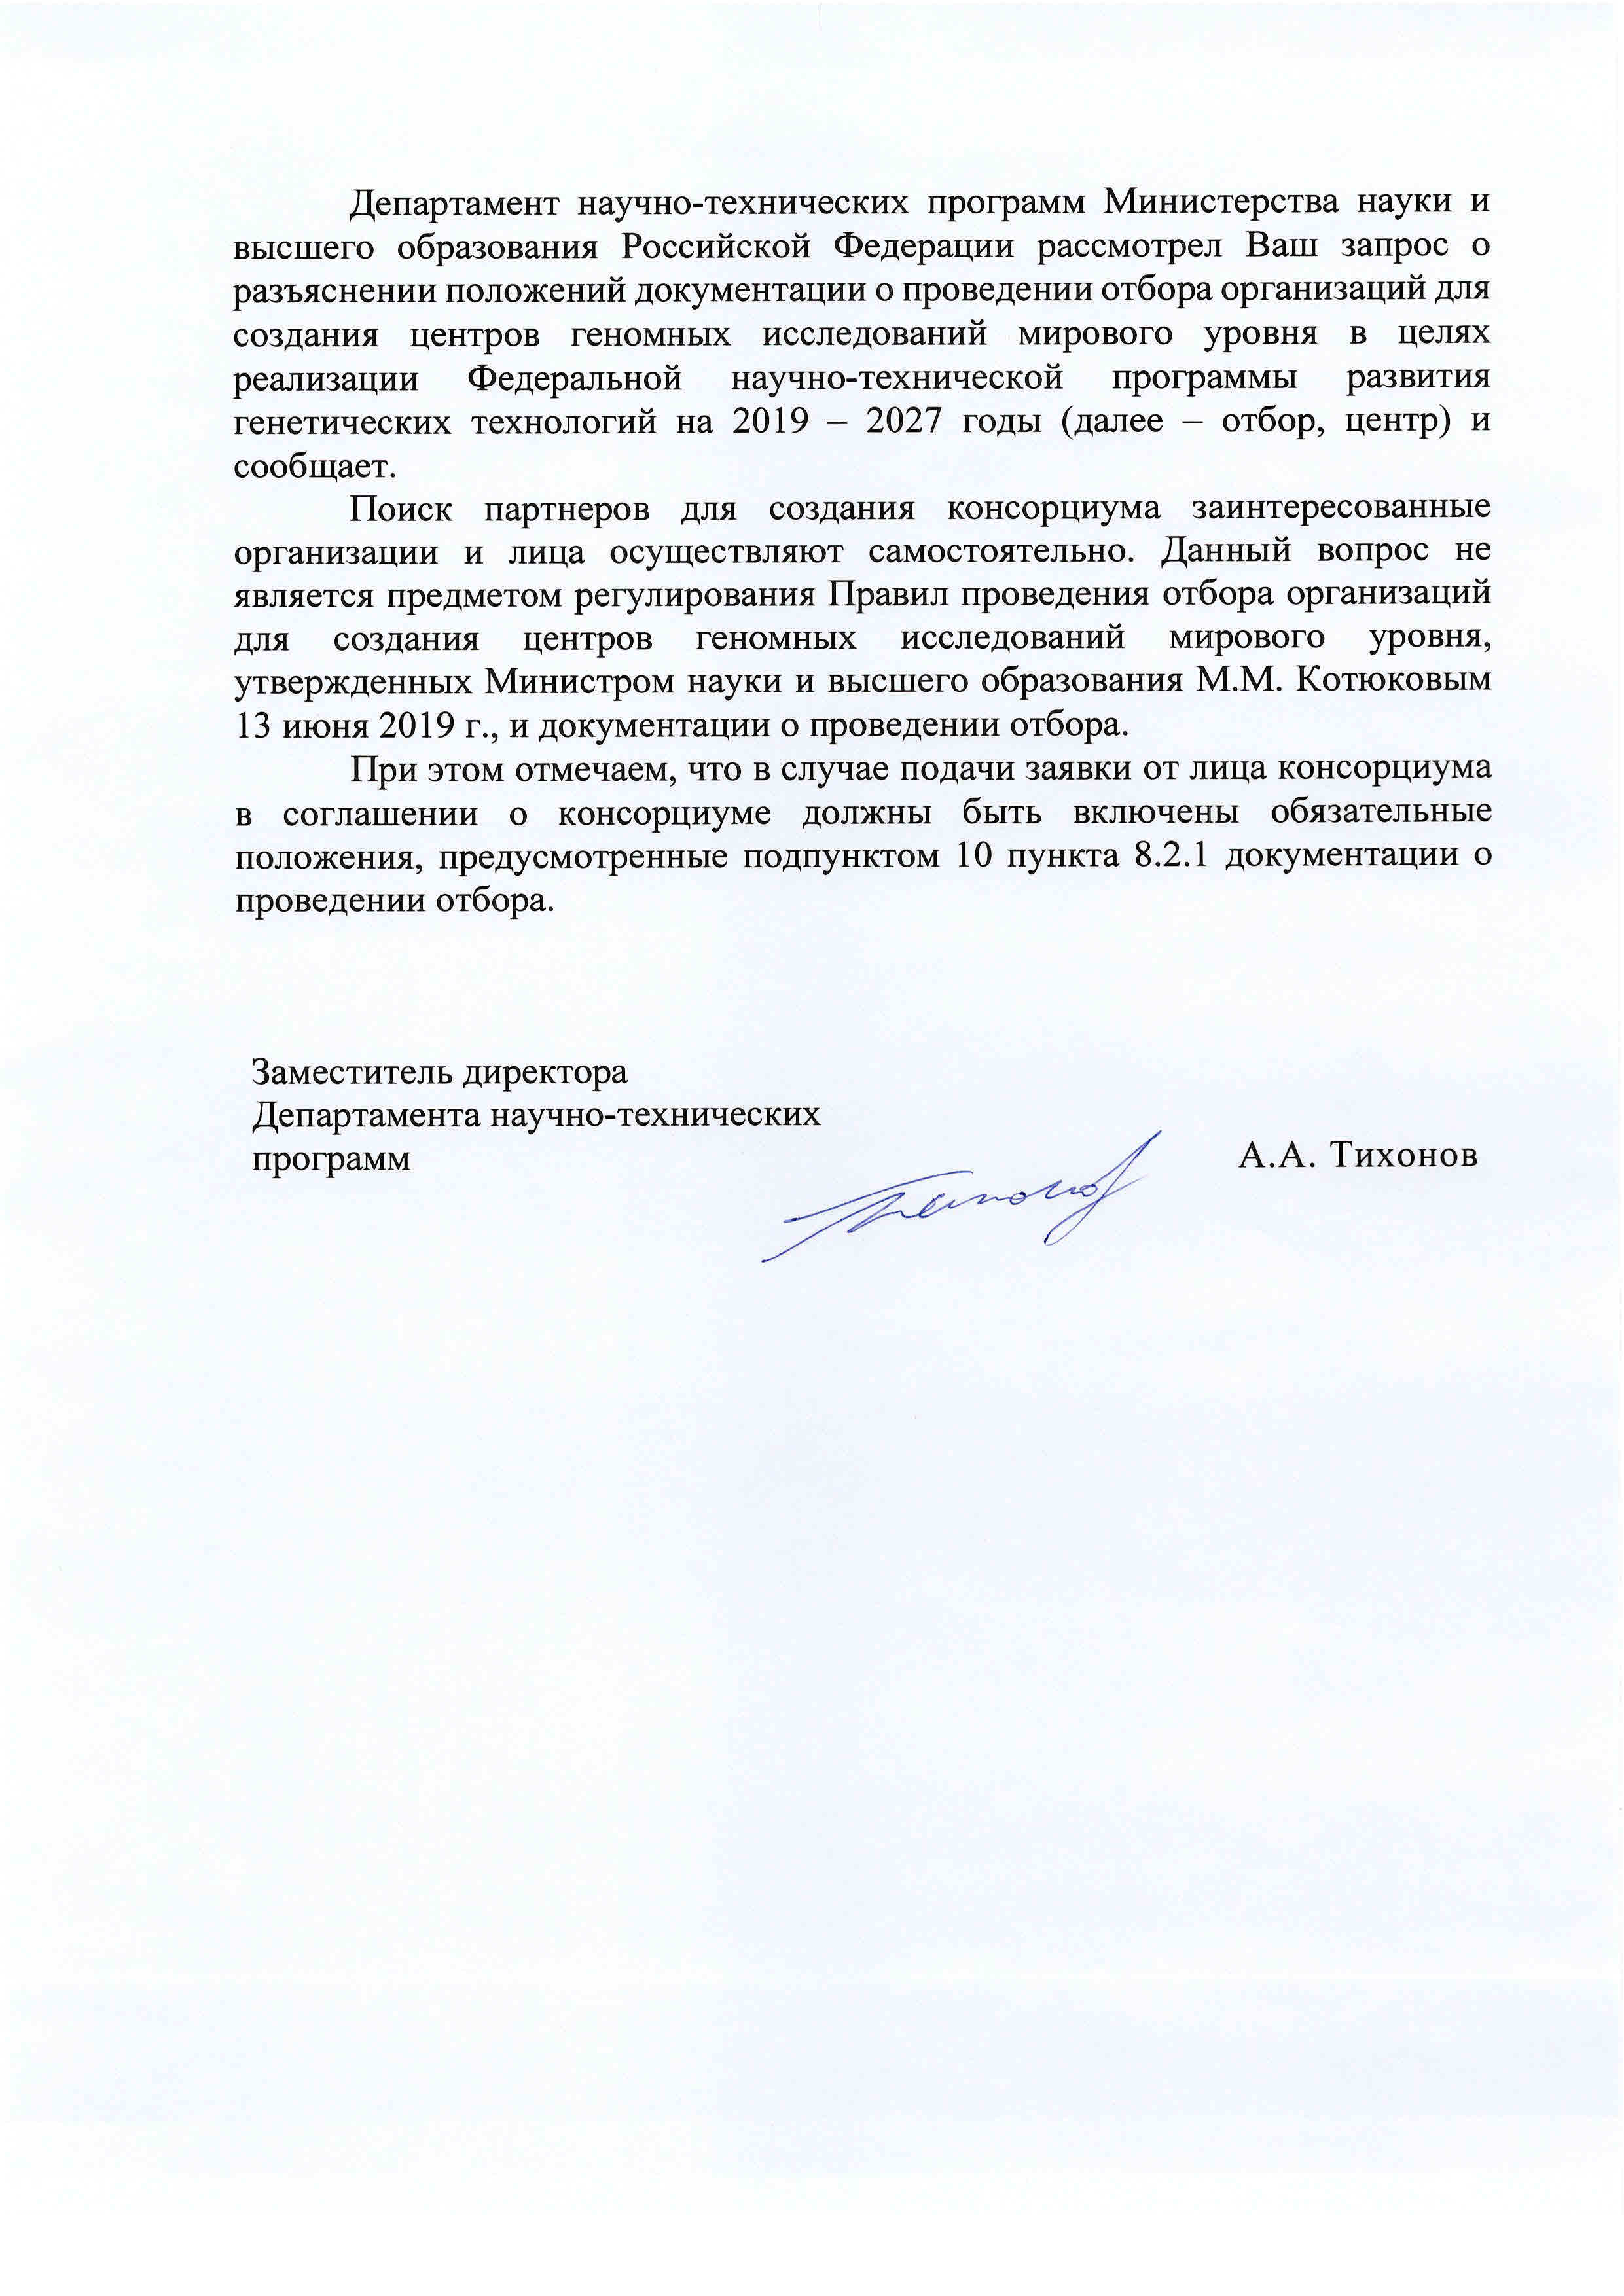 Департамент научно-технических программ Министерства науки и
высшего образования Российской Федерации рассмотрел Ваш запрос о
разъяснении положений документации о проведении отбора организаций для
создания центров геномных исследований мирового уровня в целях
реализации Федеральной научно-технической программы развития
генетических технологий на 2019 – 2027 годы (далее – отбор, центр) и
сообщает.
Поиск партнеров для создания консорциума заинтересованные
организации и лица осуществляют самостоятельно. Данный вопрос не
является предметом регулирования Правил проведения отбора организаций
для создания центров геномных исследований мирового уровня,
утвержденных Министром науки и высшего образования М.М. Котюковым
13 июня 2019 г., и документации о проведении отбора.
При этом отмечаем, что в случае подачи заявки от лица консорциума
в соглашении о консорциуме должны быть включены обязательные
положения, предусмотренные подпунктом 10 пункта 8.2.1 документации о
проведении отбора.
Заместитель директора
Департамента научно-технических
программ
А.А. Тихонов